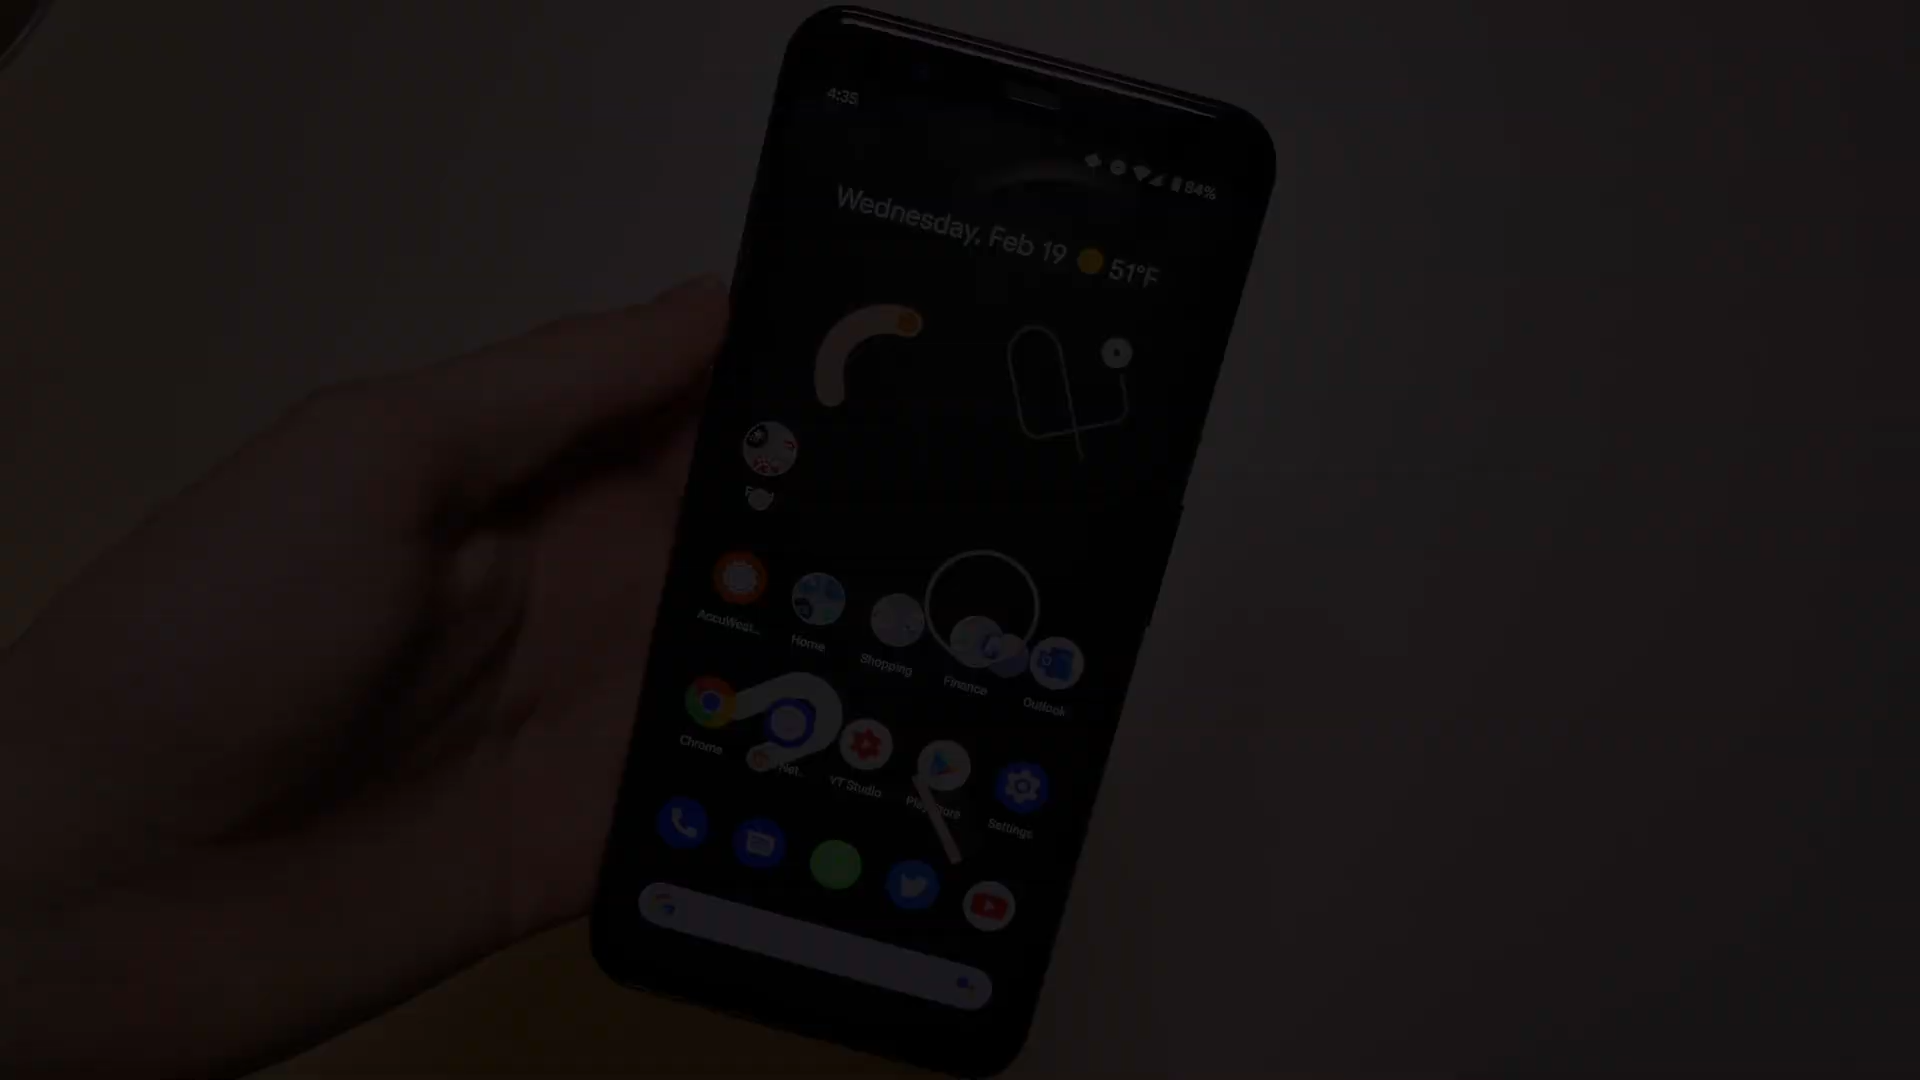 4:35
84%
Wednesday, Feb 19 51°F
AccuWeat...
Home
Shopping
Finance
Outlook
Chrome
YT Studio
Settings